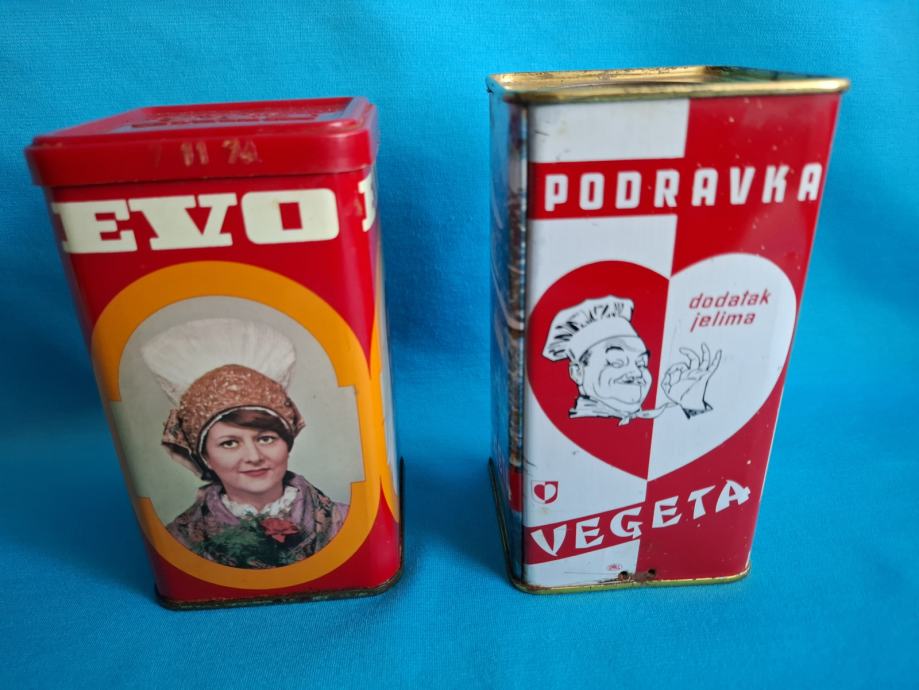 11 74
EVO
PODRAVKA
dodatak
jelima
VEGETA